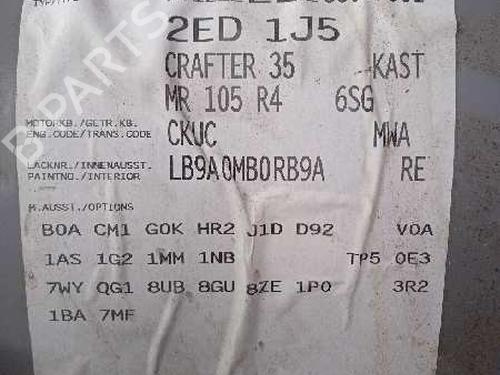 2ED 1J5
CRAFTER 35 KAST
MR 105 R4 6SG
MOTORKB./GETR.KB.
ENG.CODE/TRANS.CODE
CKUC MWA
LACKNR./INNENAUSST.
PAINTNO./INTERIOR
LB9A0MB0RB9A RE
M.AUSST./OPTIONS
B0A CM1 G0K HR2 J1D D92 V0A
1AS 1G2 1MM 1NB TP5 0E3
7WY QG1 8UB 8GU 8ZE 1P0 3R2
1BA 7MF